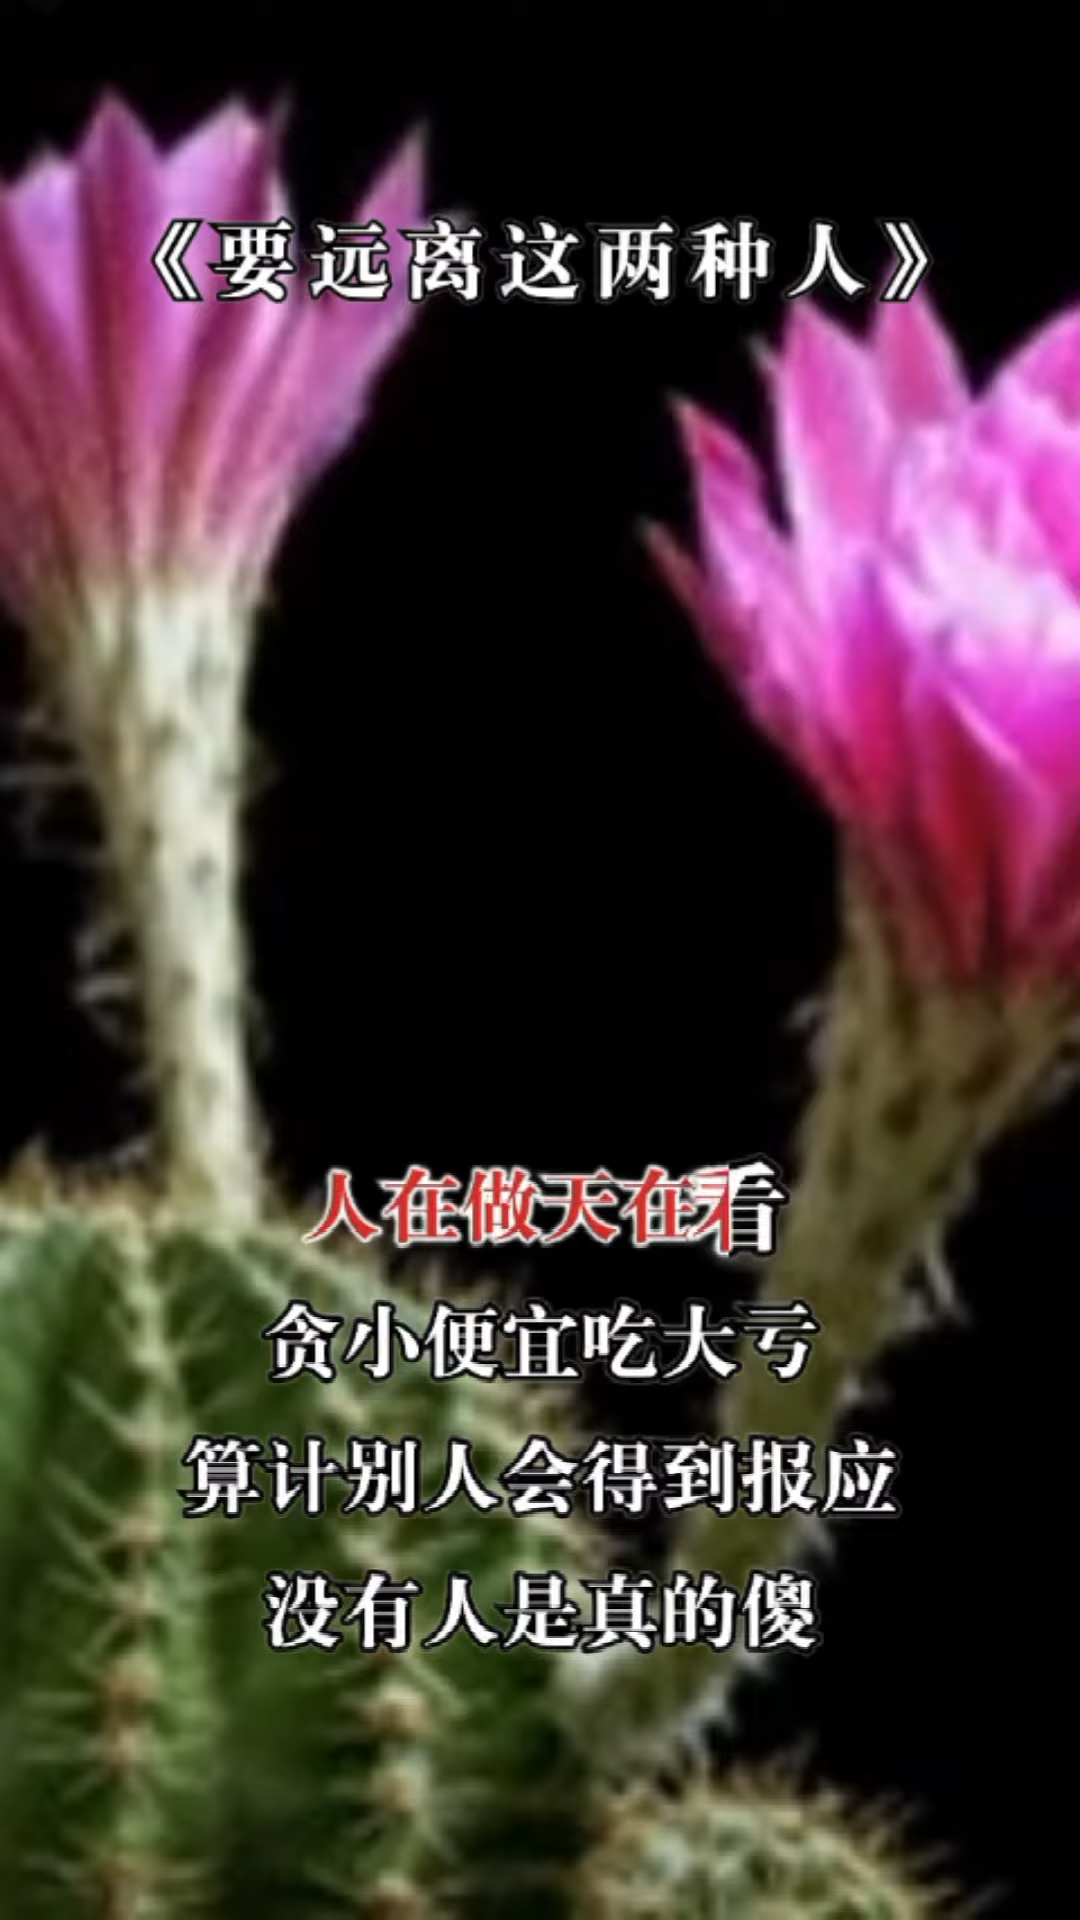 《要远离这两种人》
人在做天在看
贪小便宜吃大亏
算计别人会得到报应
没有人是真的傻